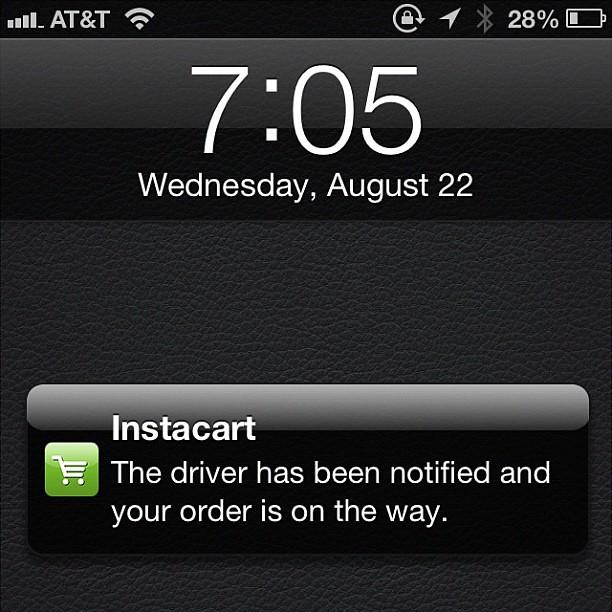 AT&T 28%
7:05
Wednesday, August 22
Instacart
The driver has been notified and
your order is on the way.